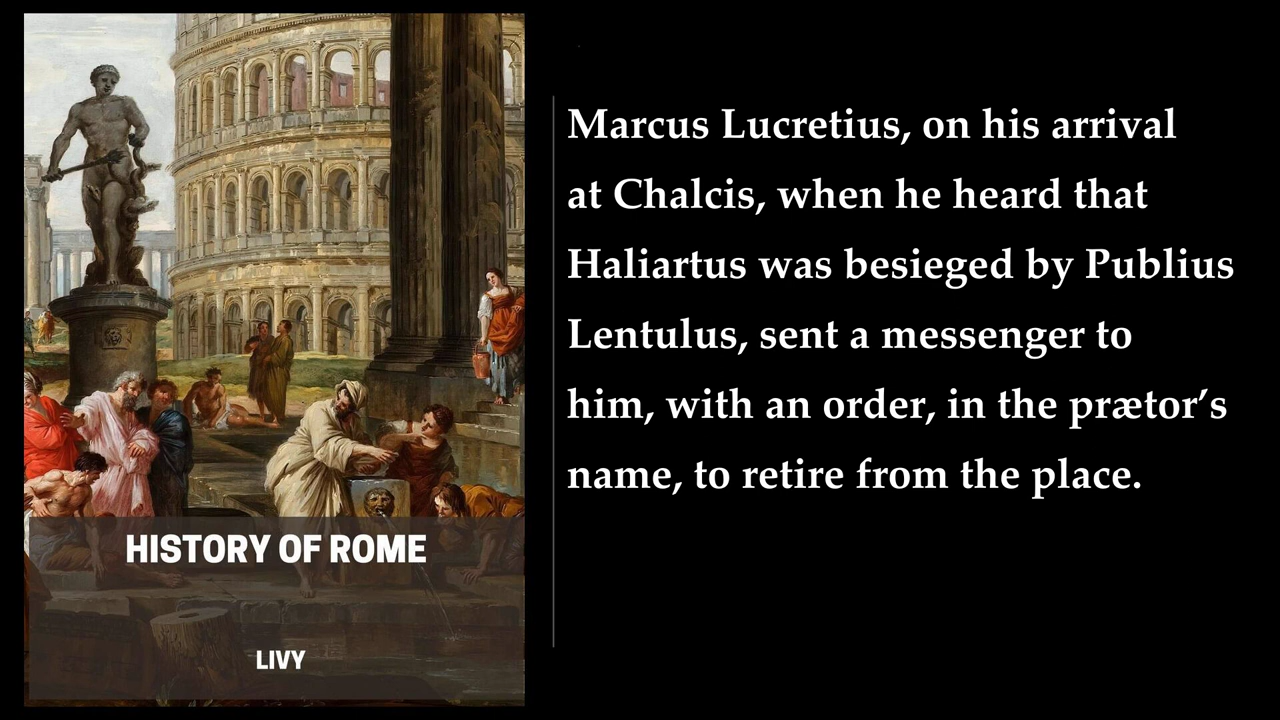 HISTORY OF ROME
LIVY
Marcus Lucretius, on his arrival
at Chalcis, when he heard that
Haliartus was besieged by Publius
Lentulus, sent a messenger to
him, with an order, in the prætor’s
name, to retire from the place.